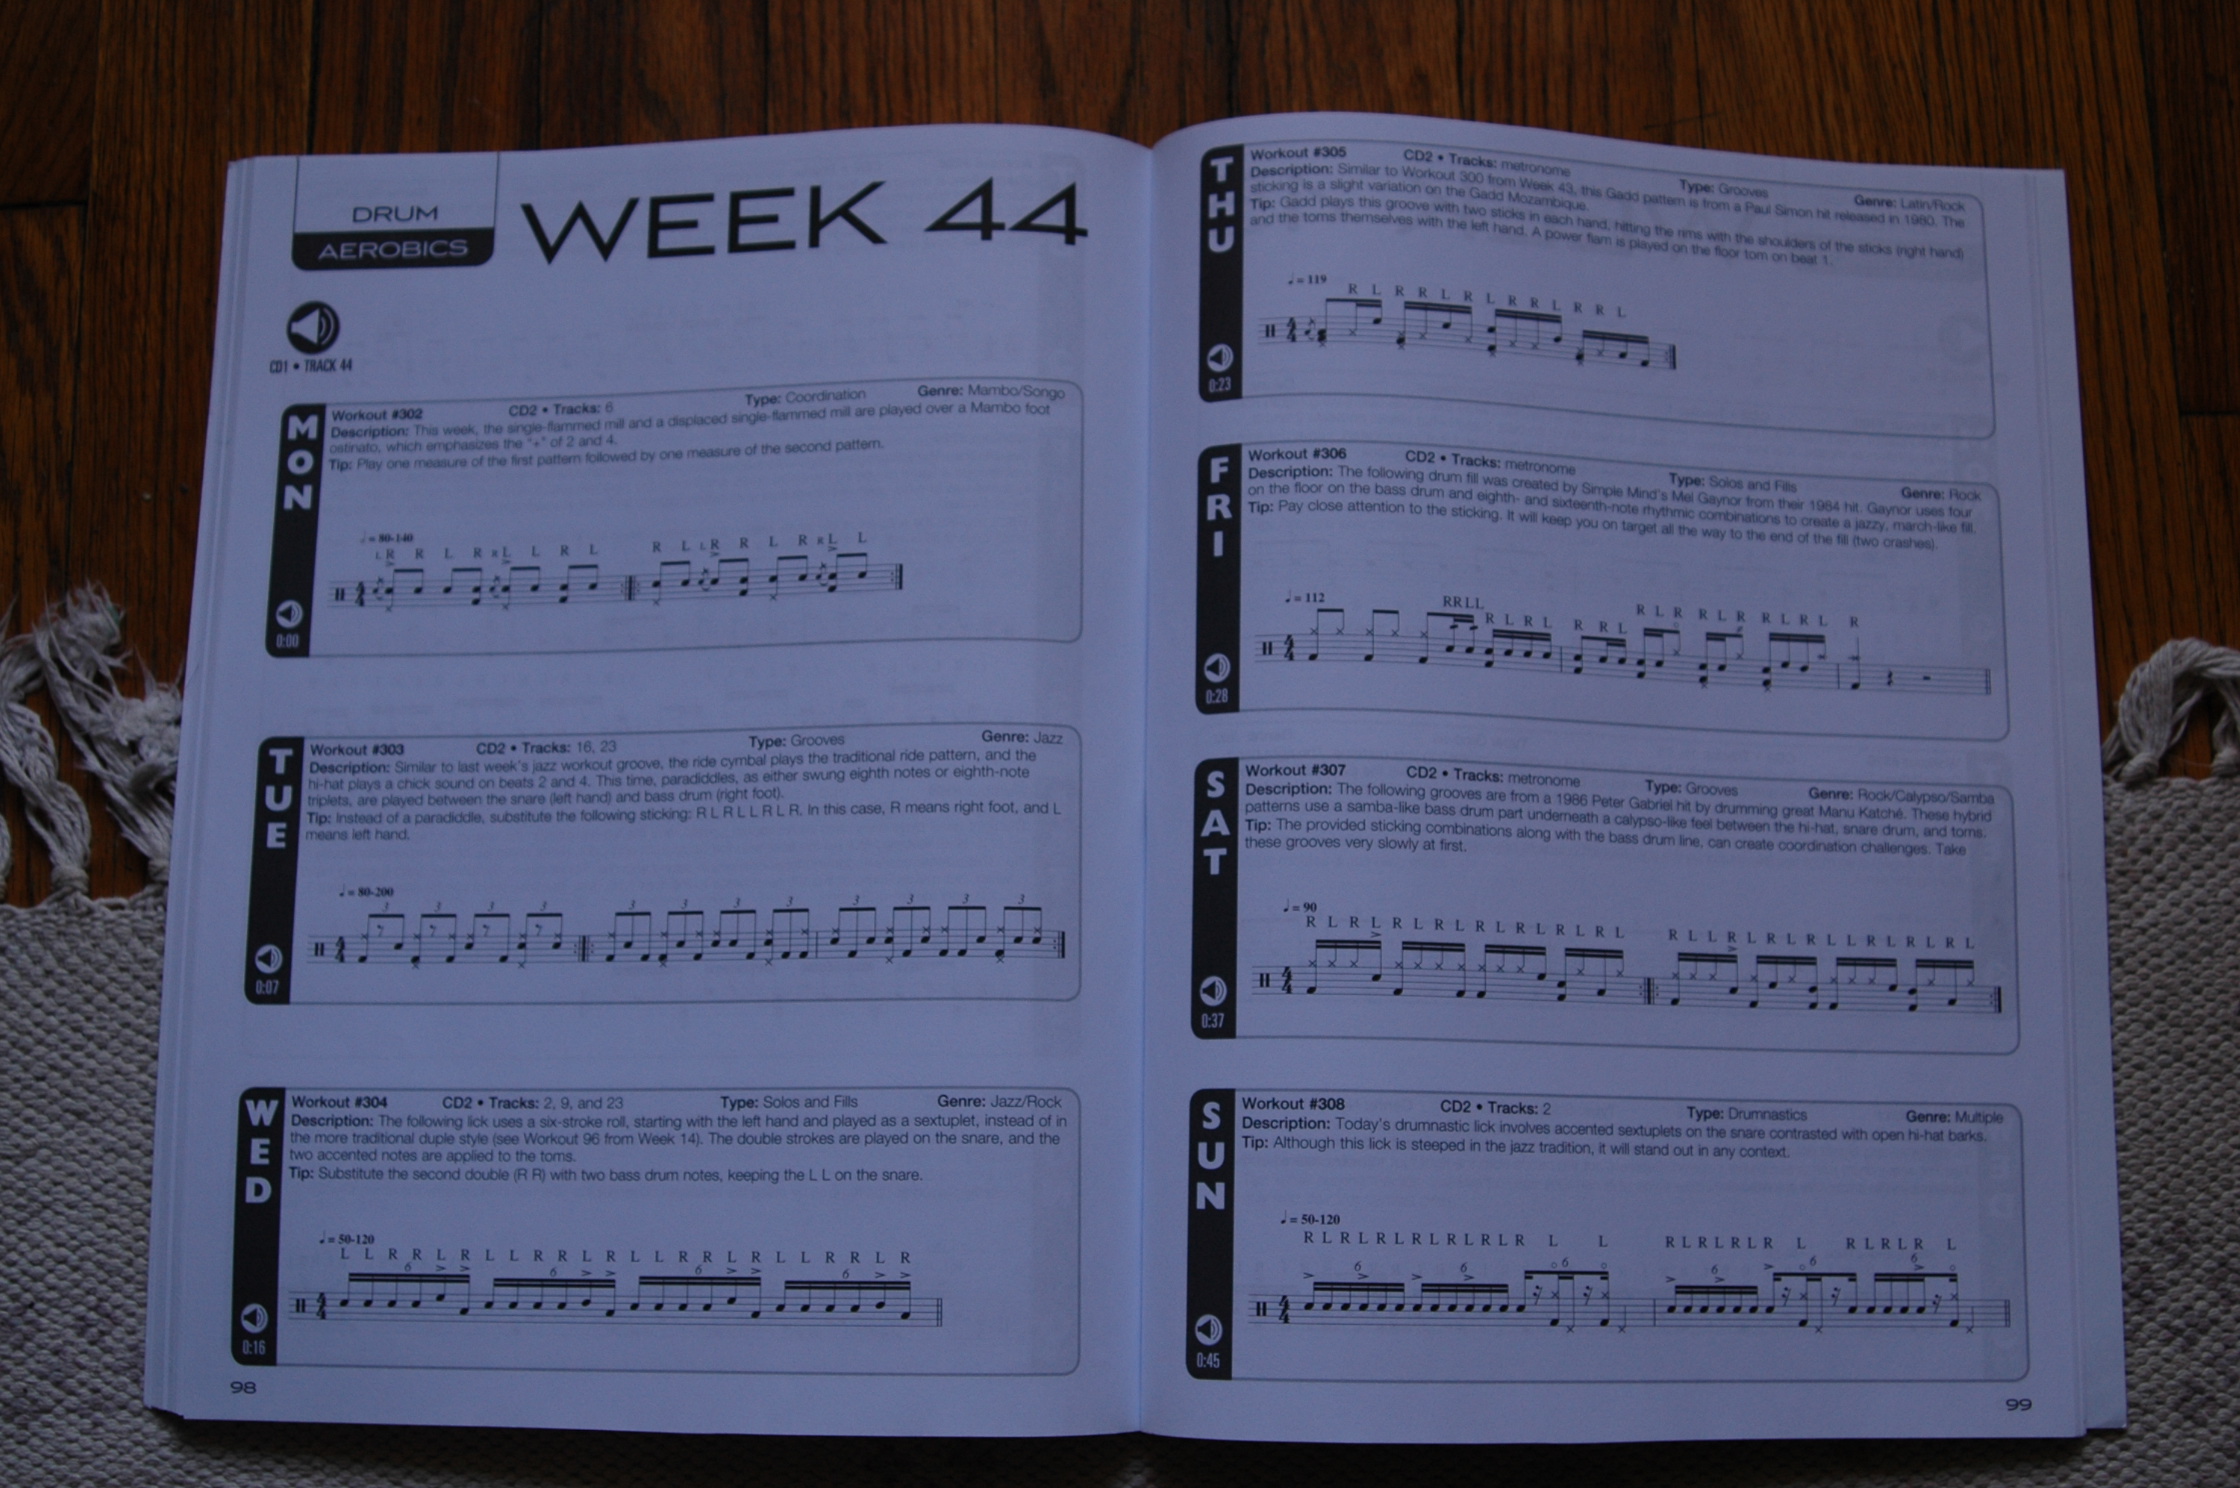 DRUM
AEROBICS
WEEK 44
CD1 • TRACK 44
MON
0:00
Workout #302 CD2 • Tracks: 6 Type: Coordination Genre: Mambo/Songo
Description: This week, the single-flammed mill and a displaced single-flammed mill are played over a Mambo foot
ostinato, which emphasizes the "+" of 2 and 4.
Tip: Play one measure of the first pattern followed by one measure of the second pattern.
♩ = 80-140
L R R L R R L L R L R L L R R L R R L L
TUE
0:07
Workout #303 CD2 • Tracks: 16, 23 Type: Grooves Genre: Jazz
Description: Similar to last week's jazz workout groove, the ride cymbal plays the traditional ride pattern, and the
hi-hat plays a chick sound on beats 2 and 4. This time, paradiddles, as either swung eighth notes or eighth-note
triplets, are played between the snare (left hand) and bass drum (right foot).
Tip: Instead of a paradiddle, substitute the following sticking: R L R L L R L R. In this case, R means right foot, and L
means left hand.
♩ = 80-200
3 3 3 3 3 3 3 3 3 3 3 3
WED
0:16
Workout #304 CD2 • Tracks: 2, 9, and 23 Type: Solos and Fills Genre: Jazz/Rock
Description: The following lick uses a six-stroke roll, starting with the left hand and played as a sextuplet, instead of in
the more traditional duple style (see Workout 96 from Week 14). The double strokes are played on the snare, and the
two accented notes are applied to the toms.
Tip: Substitute the second double (R R) with two bass drum notes, keeping the L L on the snare.
♩ = 50-120
L L R R L R L L R R L R L L R R L R L L R R L R
6 6 6 6
98
THU
0:23
Workout #305 CD2 • Tracks: metronome Type: Grooves Genre: Latin/Rock
Description: Similar to Workout 300 from Week 43, this Gadd pattern is from a Paul Simon hit released in 1980. The
sticking is a slight variation on the Gadd Mozambique.
Tip: Gadd plays this groove with two sticks in each hand, hitting the rims with the shoulders of the sticks (right hand)
and the toms themselves with the left hand. A power flam is played on the floor tom on beat 1.
♩ = 119
R L R R L R L R R L R R L
FRI
0:28
Workout #306 CD2 • Tracks: metronome Type: Solos and Fills Genre: Rock
Description: The following drum fill was created by Simple Mind's Mel Gaynor from their 1984 hit. Gaynor uses four
on the floor on the bass drum and eighth- and sixteenth-note rhythmic combinations to create a jazzy, march-like fill.
Tip: Pay close attention to the sticking. It will keep you on target all the way to the end of the fill (two crashes).
♩ = 112
RRLL R L R L R R L R L R R L R R L R L R
SAT
0:37
Workout #307 CD2 • Tracks: metronome Type: Grooves Genre: Rock/Calypso/Samba
Description: The following grooves are from a 1986 Peter Gabriel hit by drumming great Manu Katché. These hybrid
patterns use a samba-like bass drum part underneath a calypso-like feel between the hi-hat, snare drum, and toms.
Tip: The provided sticking combinations along with the bass drum line, can create coordination challenges. Take
these grooves very slowly at first.
♩ = 90
R L R L R L R L R L R L R L R L R L L R L R L R L R L L R L R L
SUN
0:45
Workout #308 CD2 • Tracks: 2 Type: Drumnastics Genre: Multiple
Description: Today's drumnastic lick involves accented sextuplets on the snare contrasted with open hi-hat barks.
Tip: Although this lick is steeped in the jazz tradition, it will stand out in any context.
♩ = 50-120
R L R L R L R L R L R L R L R L R L R L R L R L R L R L R L
6 6 6 6 6 6
99